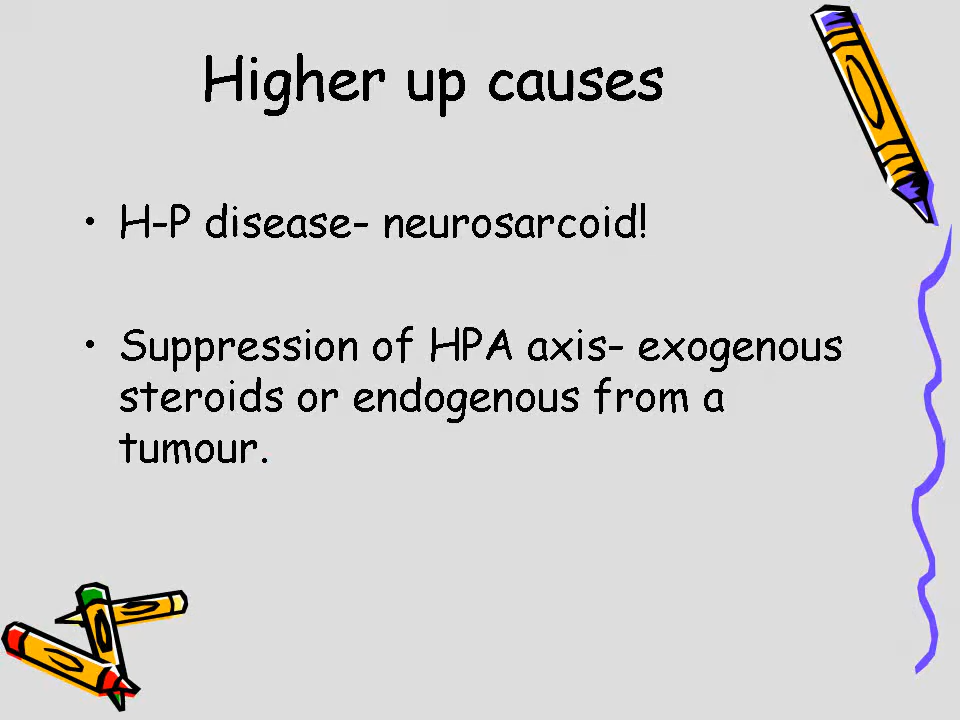 Higher up causes
• H-P disease- neurosarcoid!
• Suppression of HPA axis- exogenous
steroids or endogenous from a
tumour.